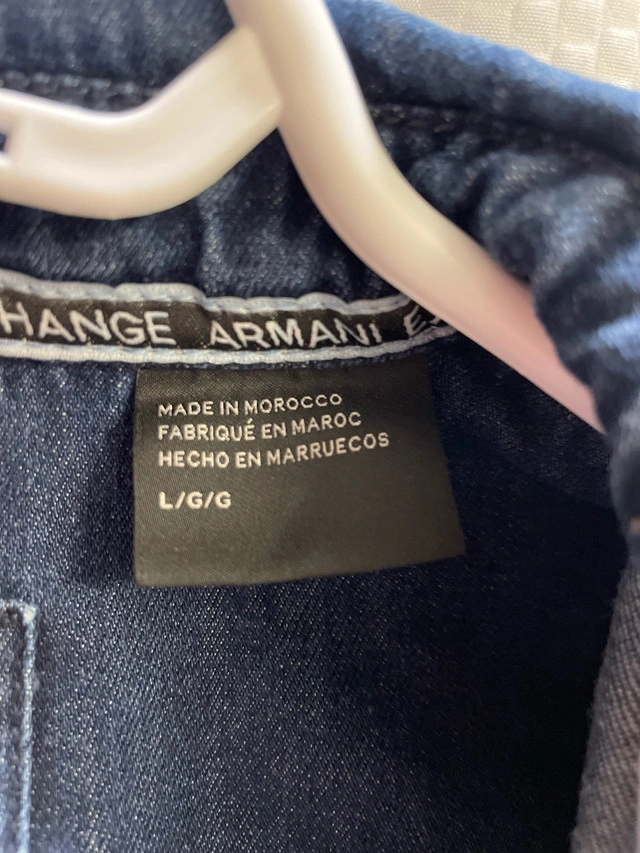 HANGE ARMANI E
MADE IN MOROCCO
FABRIQUÉ EN MAROC
HECHO EN MARRUECOS
L/G/G